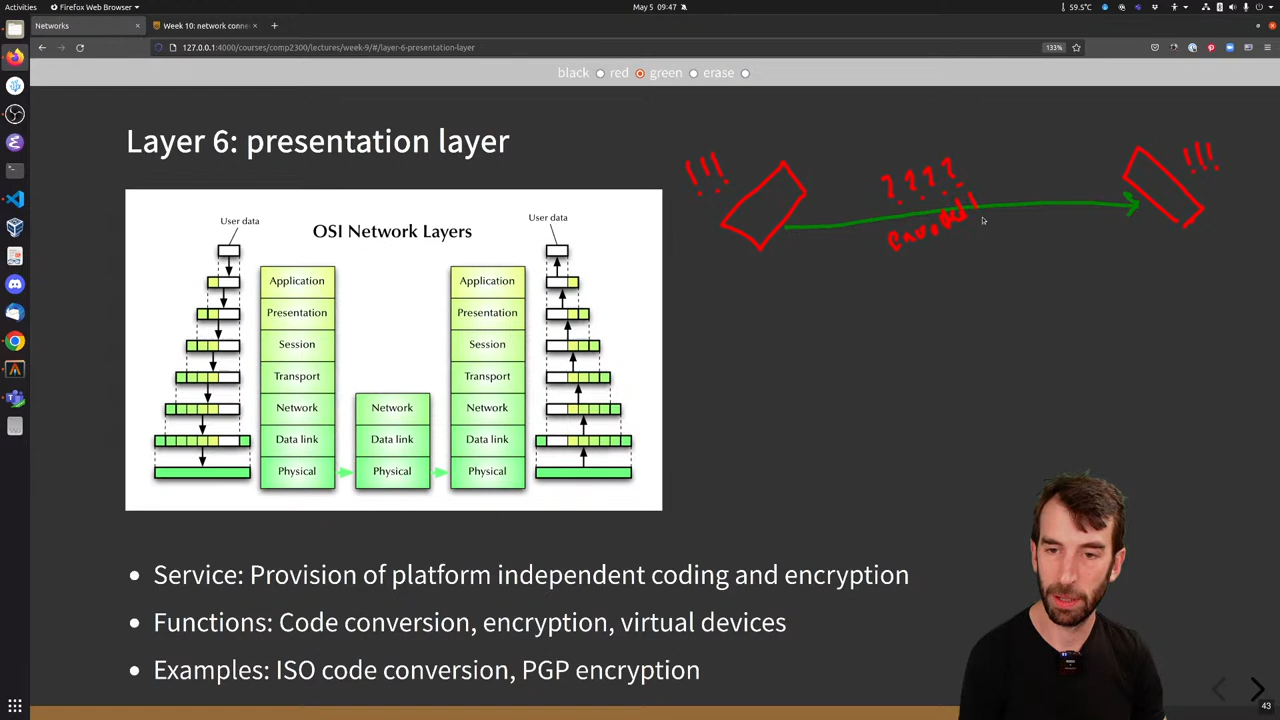 Activities
Firefox Web Browser
May 5 09:47
59.5°c
Networks
Week 10: network conne
127.0.0.1:4000/courses/comp2300/lectures/week-9/#/layer-6-presentation-layer
133%
black red green erase
Layer 6: presentation layer
!!! ???? !!!
User data User data
OSI Network Layers
Application Application
Presentation Presentation
Session Session
Transport Transport
Network Network Network
Data link Data link Data link
Physical Physical Physical
• Service: Provision of platform independent coding and encryption
• Functions: Code conversion, encryption, virtual devices
• Examples: ISO code conversion, PGP encryption
43